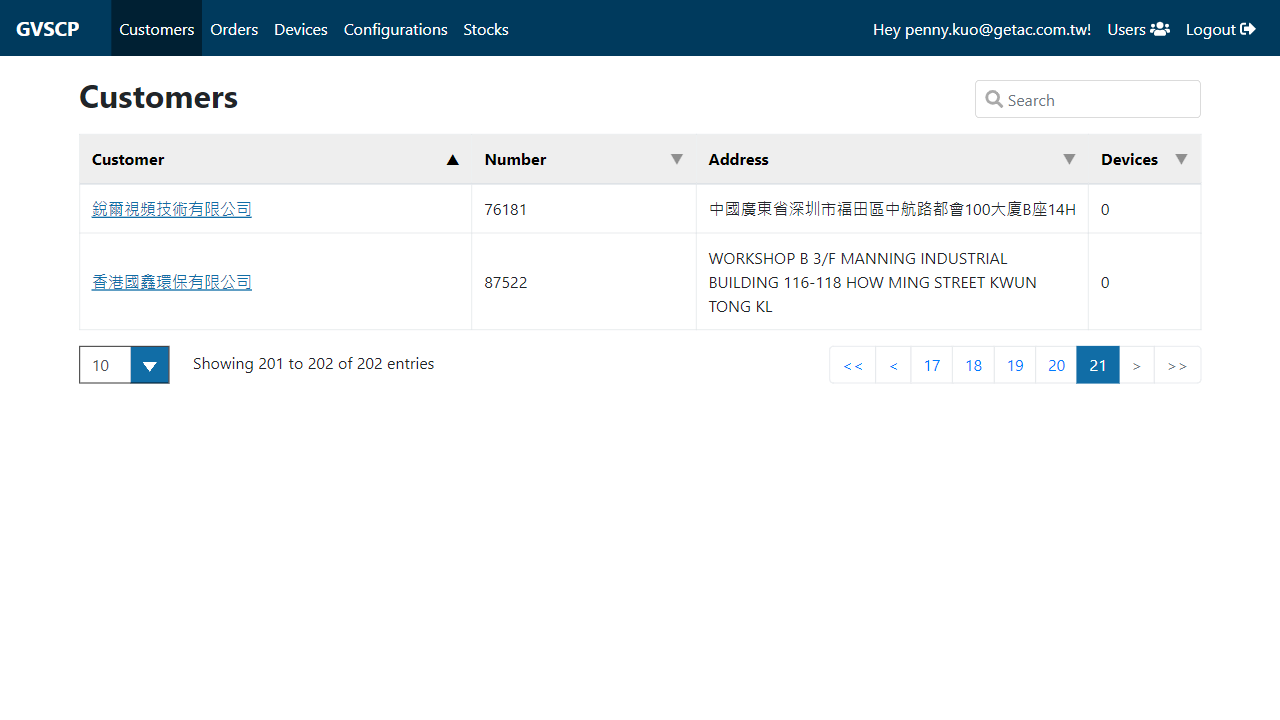 GVSCP Customers Orders Devices Configurations Stocks Hey penny.kuo@getac.com.tw! Users Logout
Customers
Search
Customer Number Address Devices
銳爾視頻技術有限公司 76181 中國廣東省深圳市福田區中航路都會100大廈B座14H 0
香港國鑫環保有限公司 87522 WORKSHOP B 3/F MANNING INDUSTRIAL
BUILDING 116-118 HOW MING STREET KWUN
TONG KL 0
10 Showing 201 to 202 of 202 entries << < 17 18 19 20 21 > >>